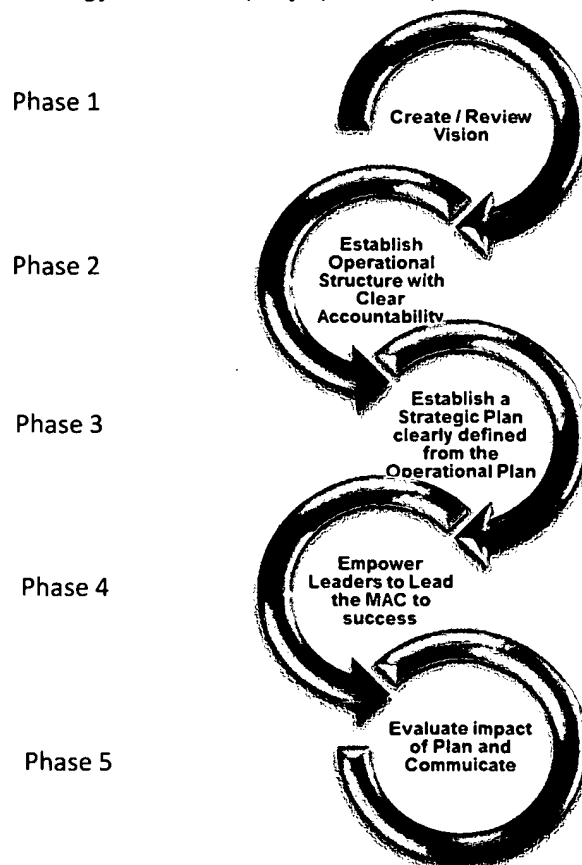 Phase 1
Create / Review
Vision
Phase 2
Establish
Operational
Structure with
Clear
Accountability
Phase 3
Establish a
Strategic Plan
clearly defined
from the
Operational Plan
Phase 4
Empower
Leaders to Lead
the MAC to
success
Phase 5
Evaluate impact
of Plan and
Commuicate